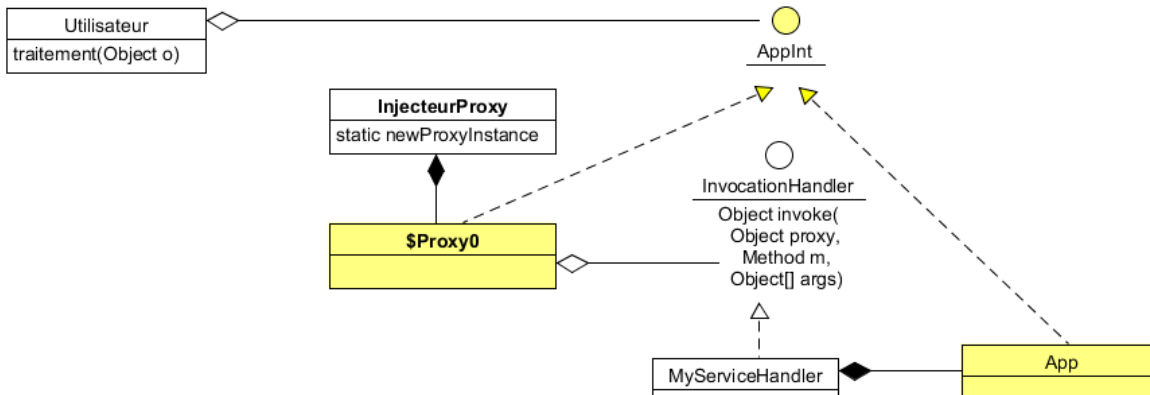 Utilisateur
traitement(Object o)
AppInt
InjecteurProxy
static newProxyInstance
InvocationHandler
Object invoke(
Object proxy,
Method m,
Object[] args)
$Proxy0
MyServiceHandler
App